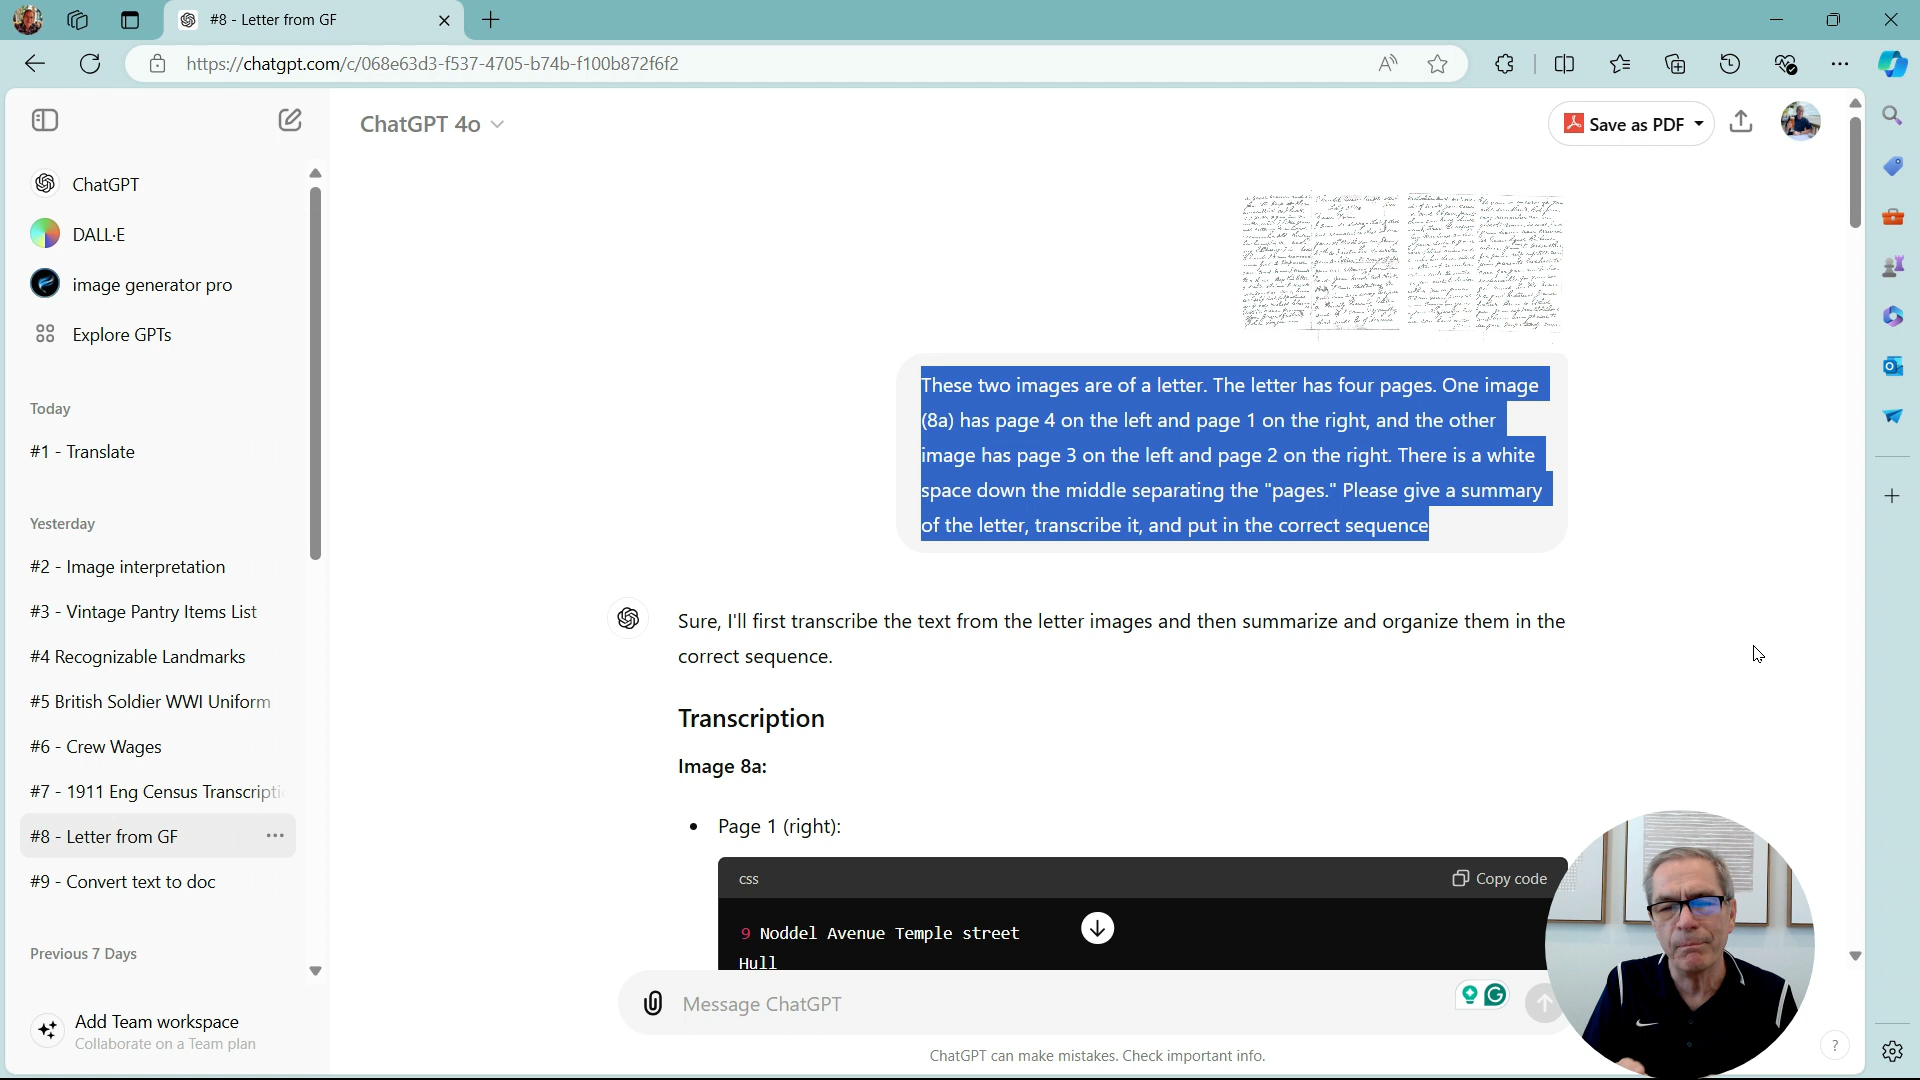 #8 - Letter from GF
https://chatgpt.com/c/068e63d3-f537-4705-b74b-f100b872f6f2
ChatGPT 4o
Save as PDF
ChatGPT
DALL·E
image generator pro
Explore GPTs
Today
#1 - Translate
Yesterday
#2 - Image interpretation
#3 - Vintage Pantry Items List
#4 Recognizable Landmarks
#5 British Soldier WWI Uniform
#6 - Crew Wages
#7 - 1911 Eng Census Transcripti
#8 - Letter from GF
#9 - Convert text to doc
Previous 7 Days
Add Team workspace
Collaborate on a Team plan
These two images are of a letter. The letter has four pages. One image
(8a) has page 4 on the left and page 1 on the right, and the other
image has page 3 on the left and page 2 on the right. There is a white
space down the middle separating the "pages." Please give a summary
of the letter, transcribe it, and put in the correct sequence
Sure, I'll first transcribe the text from the letter images and then summarize and organize them in the
correct sequence.
Transcription
Image 8a:
• Page 1 (right):
css
Copy code
9 Noddel Avenue Temple street
Hull
Message ChatGPT
ChatGPT can make mistakes. Check important info.
?